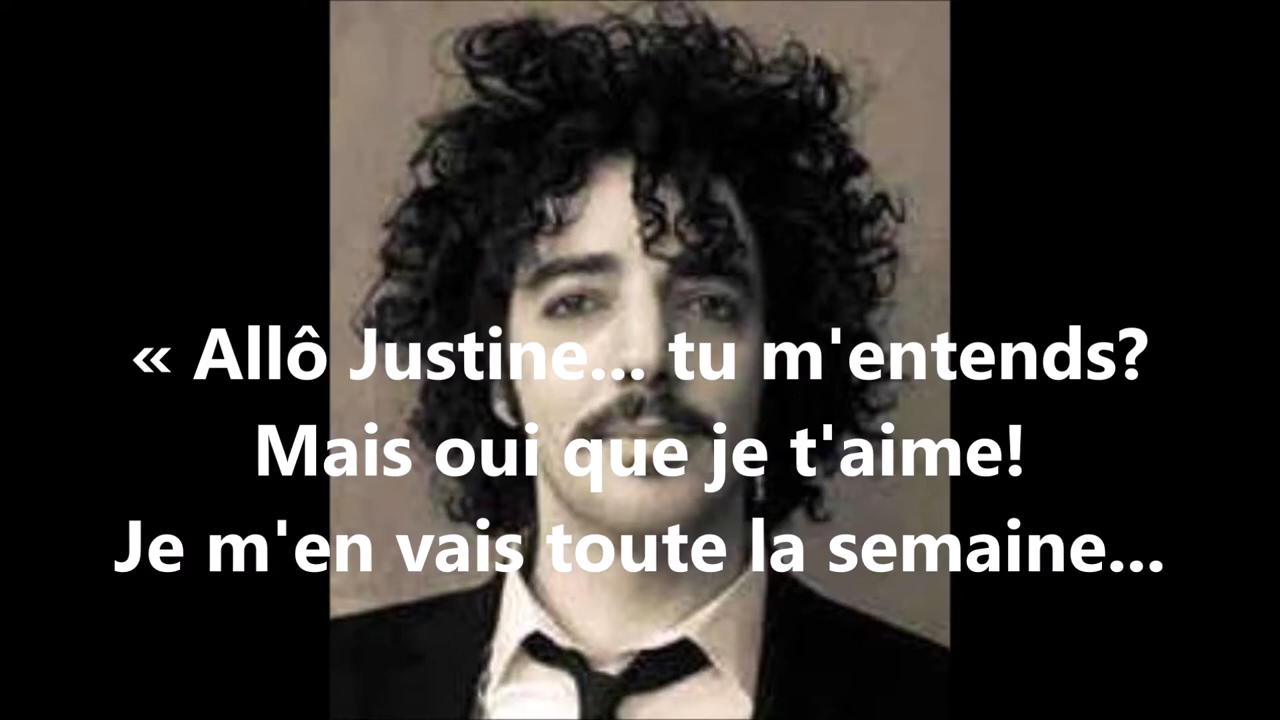 « Allô Justine... tu m'entends?
Mais oui que je t'aime!
Je m'en vais toute la semaine...